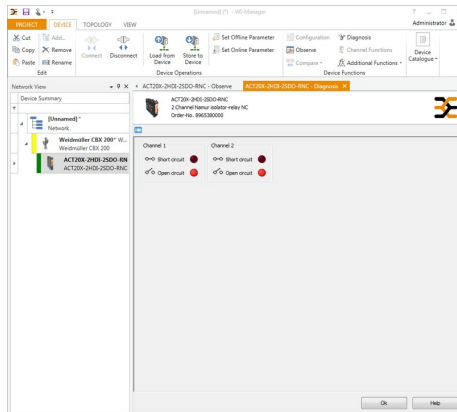 [Unnamed] (*) - WI-Manager
PROJECT DEVICE TOPOLOGY VIEW Administrator
Cut Add...
Copy Remove
Paste Rename
Connect Disconnect
Load from Device
Store to Device
Set Offline Parameter
Set Online Parameter
Configuration Diagnosis
Observe Channel Functions
Compare Additional Functions
Device Catalogue
Edit Device Operations Device Functions
Network View
ACT20X-2HDI-2SDO-RNC - Observe ACT20X-2HDI-2SDO-RNC - Diagnosis
Device Summary
[Unnamed] *
Network
Weidmüller CBX 200* W...
Weidmüller CBX 200
ACT20X-2HDI-2SDO-RN
ACT20X-2HDI-2SDO-RNC
ACT20X-2HDI-2SDO-RNC
2 Channel Namur isolator-relay NC
Order-No. 8965380000
Channel 1 Channel 2
Short circuit Short circuit
Open circuit Open circuit
Ok Help